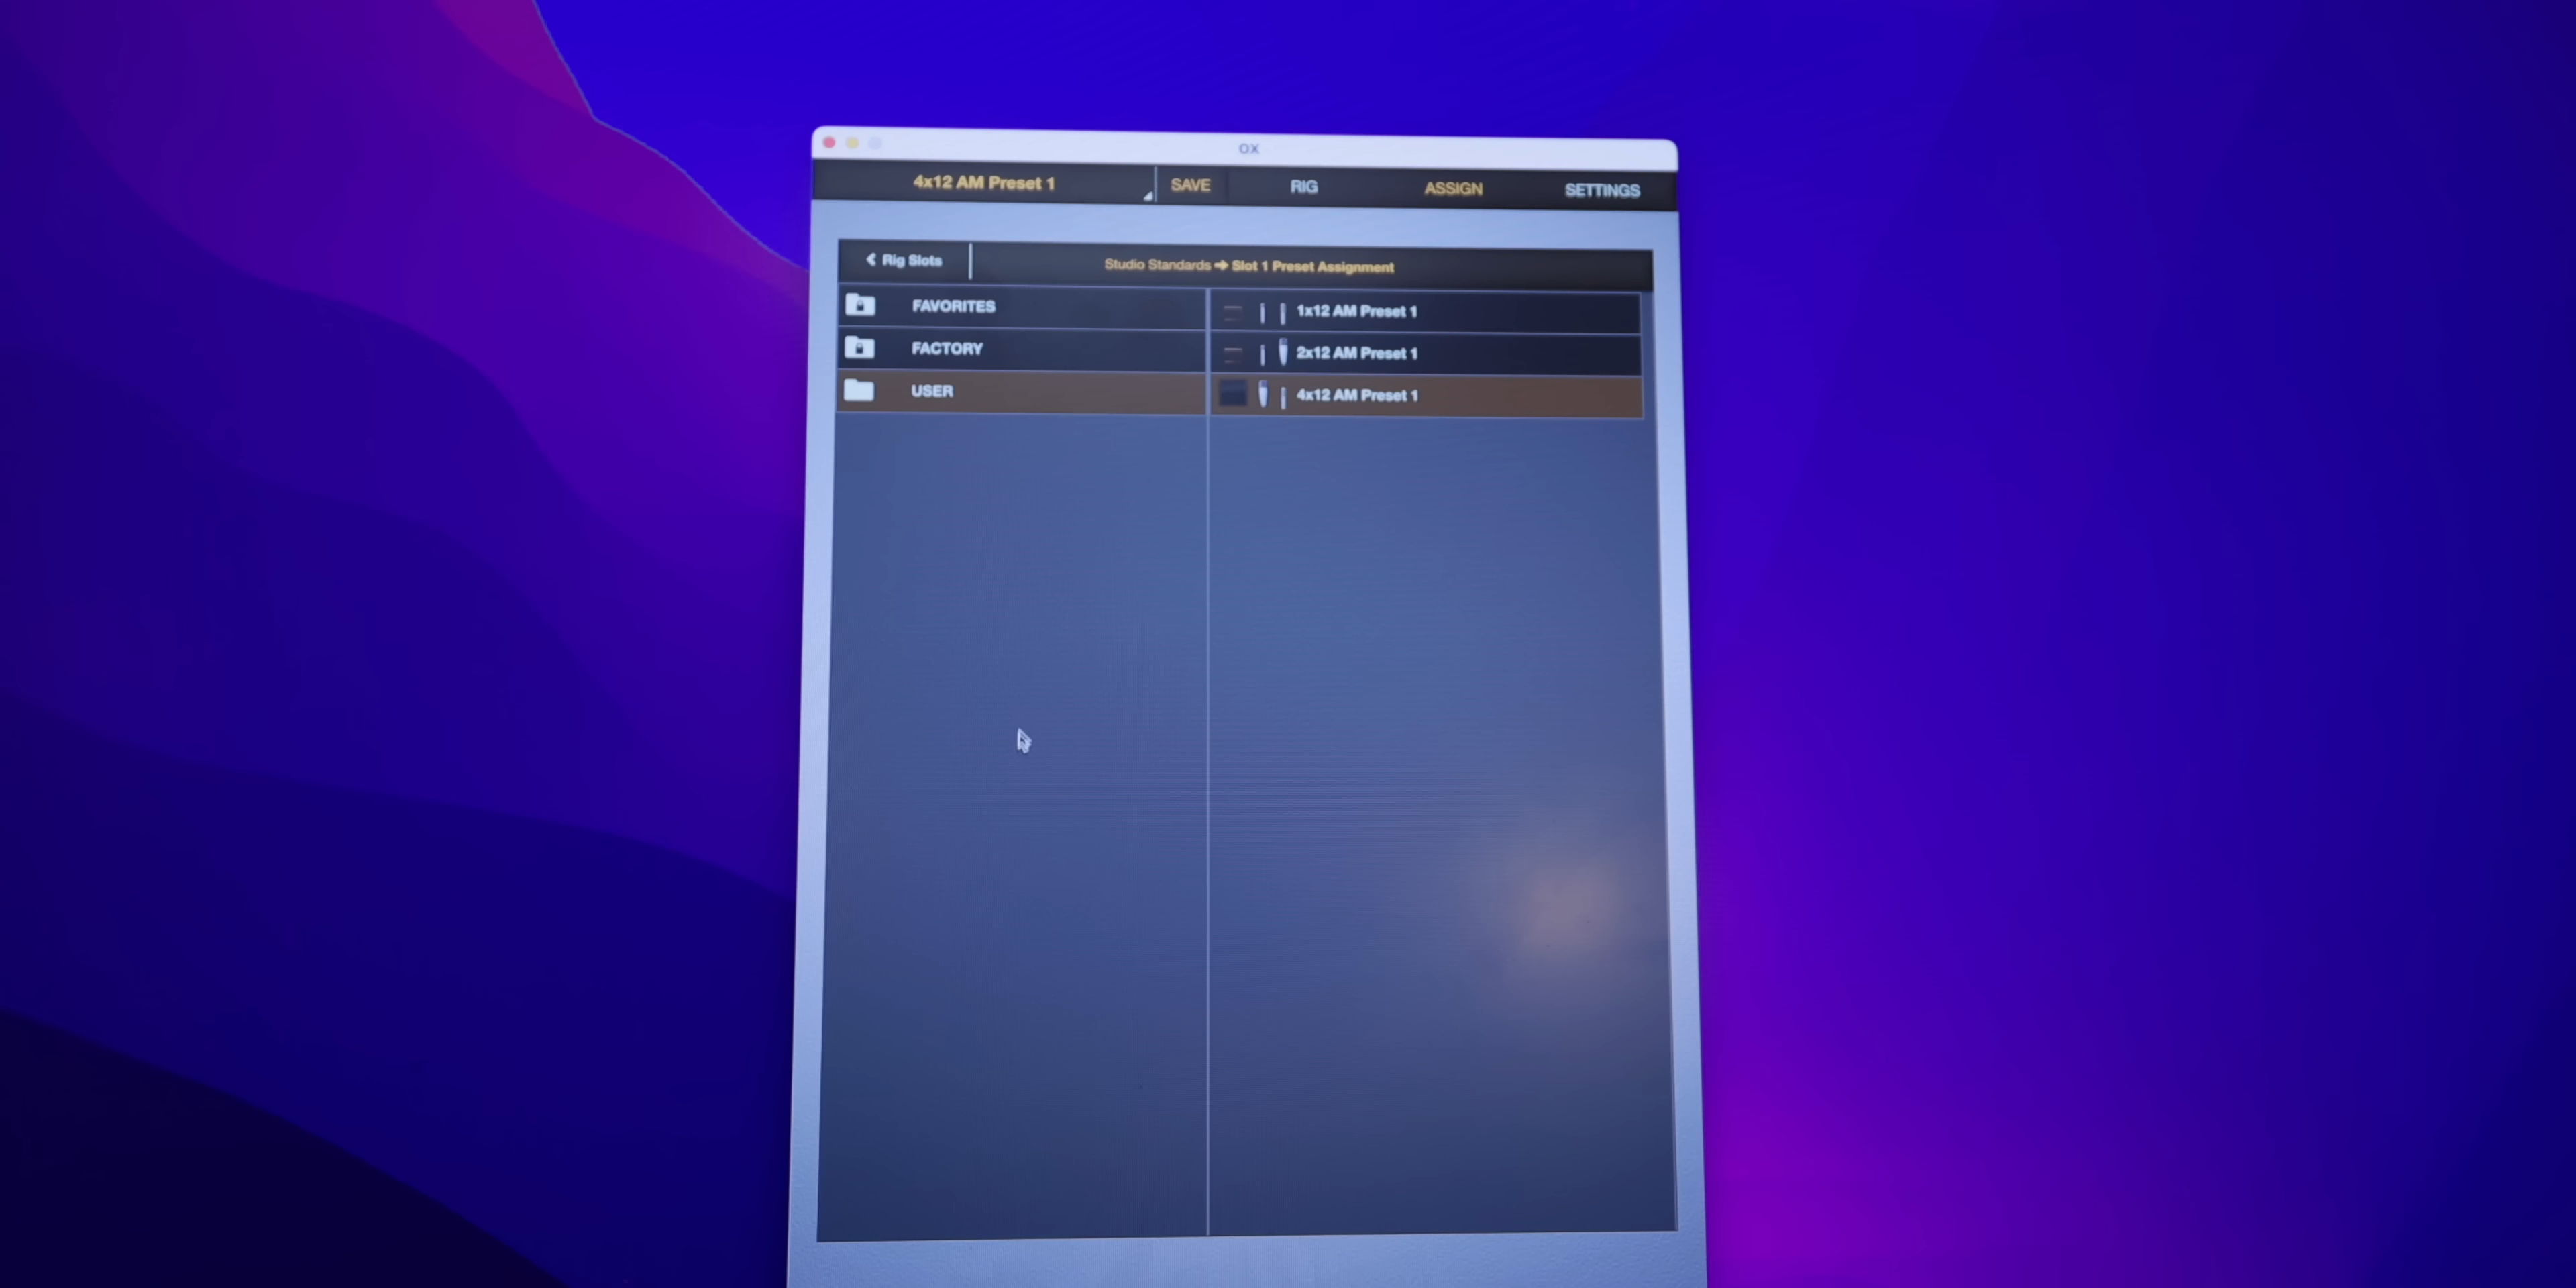 OX
4x12 AM Preset 1 SAVE RIG ASSIGN SETTINGS
Rig Slots Studio Standards ➔ Slot 1 Preset Assignment
FAVORITES
FACTORY
USER
1x12 AM Preset 1
2x12 AM Preset 1
4x12 AM Preset 1